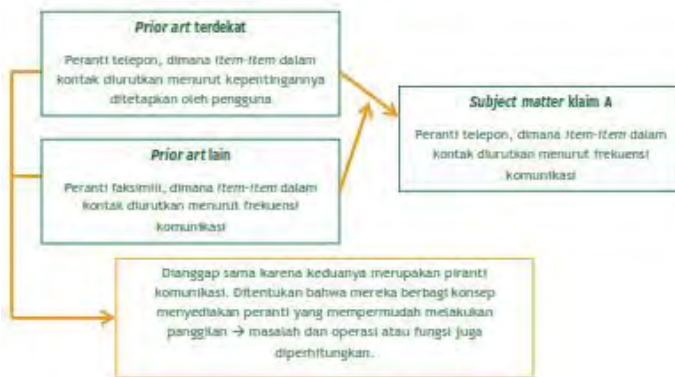 Prior art terdekat
Peranti telepon, dimana item-item dalam
kontak diurutkan menurut kepentingannya
ditetapkan oleh pengguna
Prior art lain
Peranti faksimili, dimana item-item dalam
kontak diurutkan menurut frekuensi
komunikasi
Subject matter klaim A
Peranti telepon, dimana item-item dalam
kontak diurutkan menurut frekuensi
komunikasi
Dianggap sama karena keduanya merupakan piranti
komunikasi. Ditentukan bahwa mereka berbagi konsep
menyediakan peranti yang mempermudah melakukan
panggilan → masalah dan operasi atau fungsi juga
diperhitungkan.